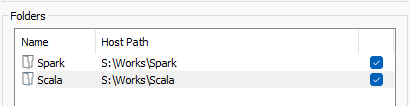 Folders
Name Host Path
Spark S:\Works\Spark
Scala S:\Works\Scala